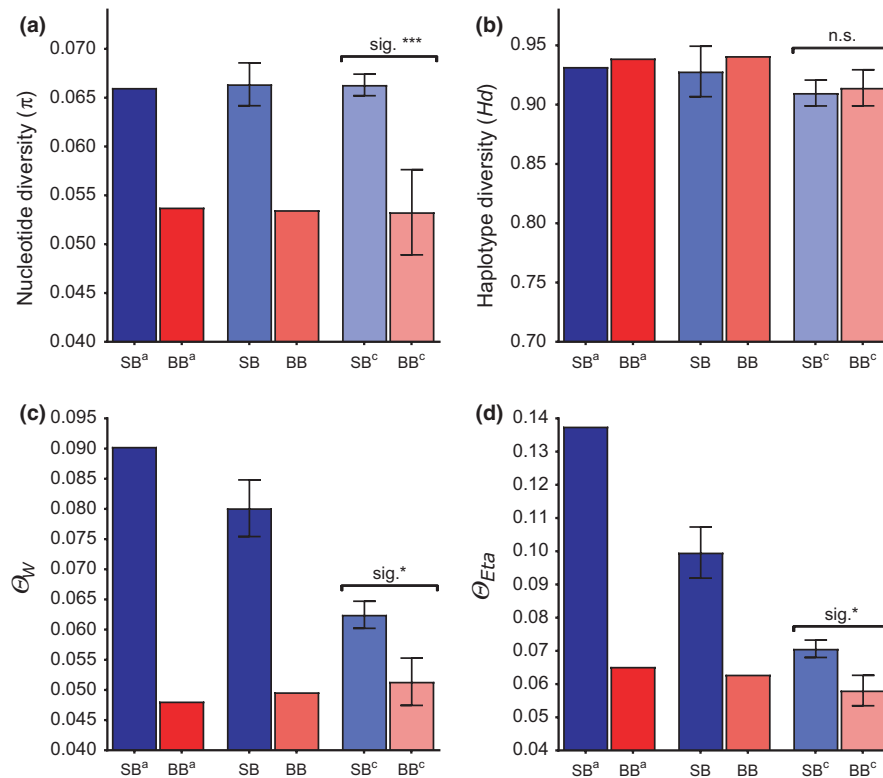 (a)
sig. ***
Nucleotide diversity (π)
0.070
0.065
0.060
0.055
0.050
0.045
0.040
SBᵃ BBᵃ SB BB SBᶜ BBᶜ
(b)
n.s.
Haplotype diversity (Hd)
0.95
0.90
0.85
0.80
0.75
0.70
SBᵃ BBᵃ SB BB SBᶜ BBᶜ
(c)
sig.*
Θ_W
0.095
0.090
0.085
0.080
0.075
0.070
0.065
0.060
0.055
0.050
0.045
0.040
SBᵃ BBᵃ SB BB SBᶜ BBᶜ
(d)
sig.*
Θ_Eta
0.14
0.13
0.12
0.11
0.10
0.09
0.08
0.07
0.06
0.05
0.04
SBᵃ BBᵃ SB BB SBᶜ BBᶜ